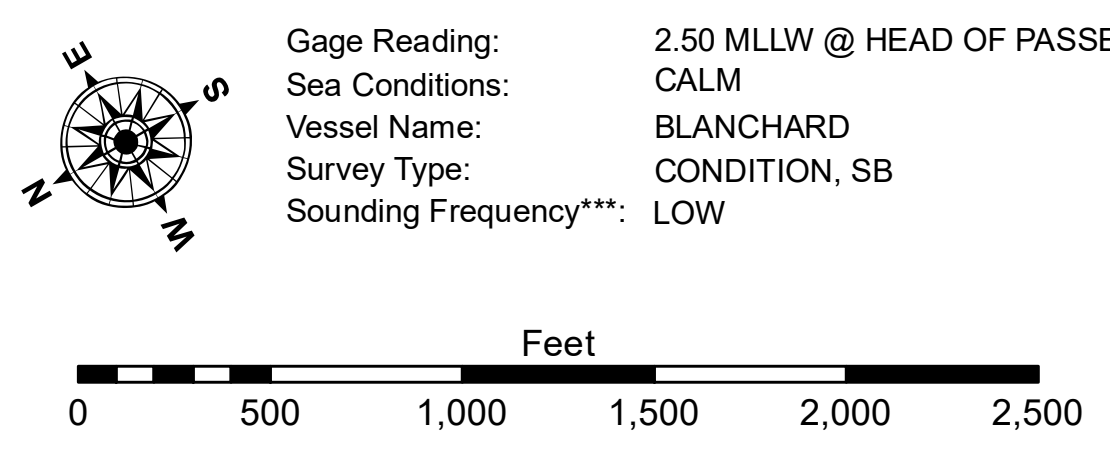 E
S
N
W
Gage Reading: 2.50 MLLW @ HEAD OF PASSE
Sea Conditions: CALM
Vessel Name: BLANCHARD
Survey Type: CONDITION, SB
Sounding Frequency***: LOW
Feet
0 500 1,000 1,500 2,000 2,500